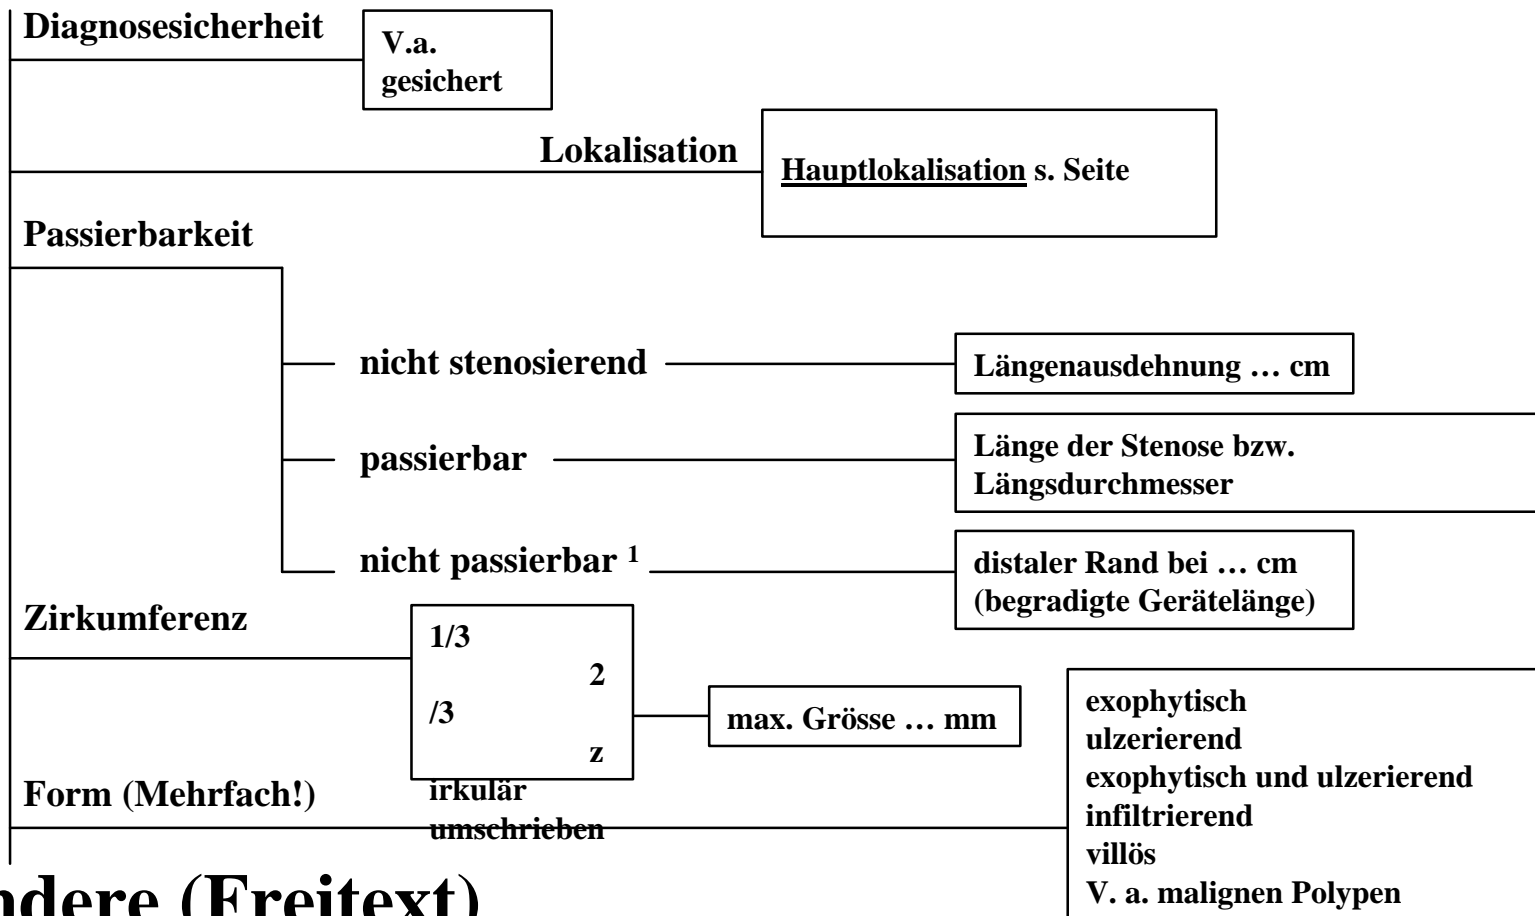 Diagnosesicherheit
V.a.
gesichert
Lokalisation
Hauptlokalisation s. Seite
Passierbarkeit
nicht stenosierend
Längenausdehnung … cm
passierbar
Länge der Stenose bzw.
Längsdurchmesser
nicht passierbar 1
distaler Rand bei … cm
(begradigte Gerätelänge)
Zirkumferenz
1/3
2
/3
z
irkulär
umschrieben
max. Grösse … mm
Form (Mehrfach!)
exophytisch
ulzerierend
exophytisch und ulzerierend
infiltrierend
villös
V. a. malignen Polypen
ndere (Freitext)